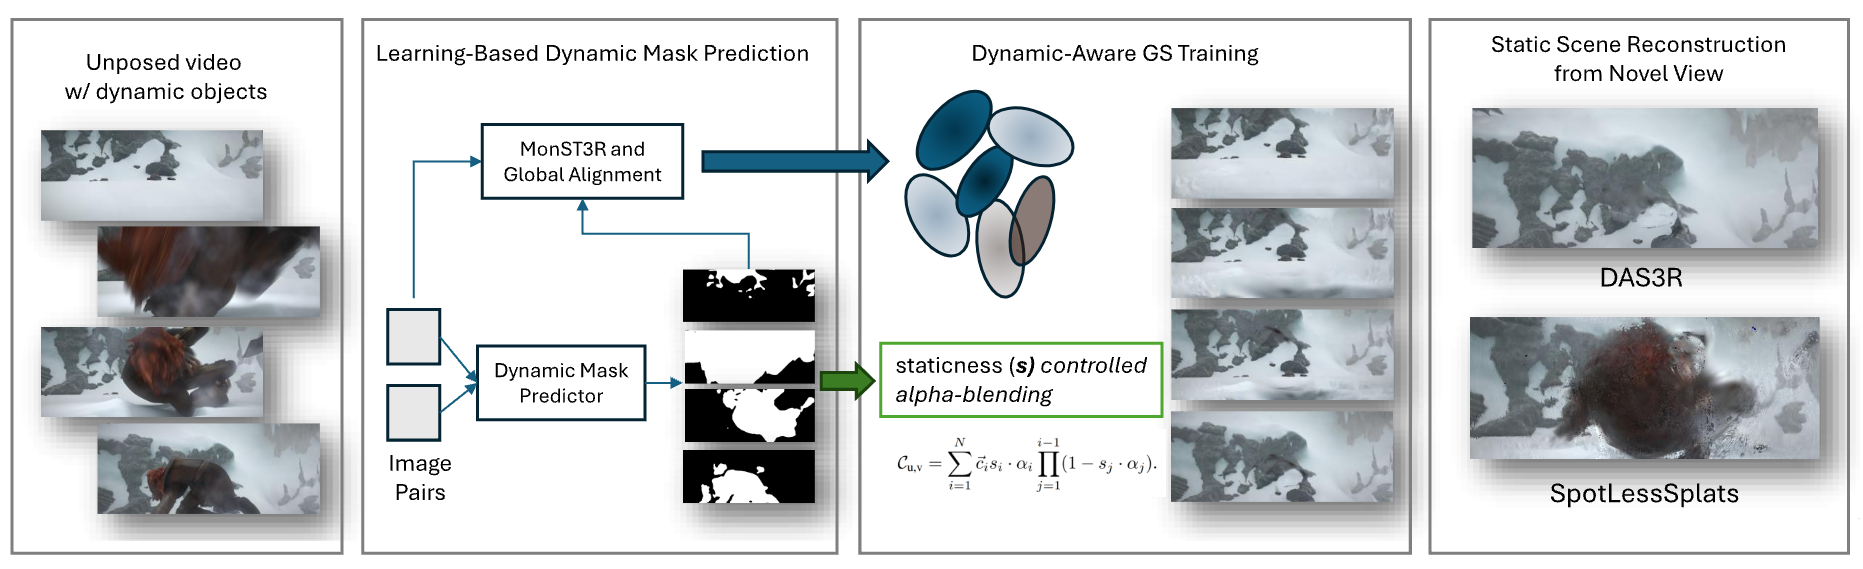 Unposed video
w/ dynamic objects
Learning-Based Dynamic Mask Prediction
MonST3R and
Global Alignment
Dynamic Mask
Predictor
Image
Pairs
Dynamic-Aware GS Training
staticness (s) controlled
alpha-blending
$\mathcal{C}_{u,v} = \sum_{i=1}^{N} \vec{c}_i s_i \cdot \alpha_i \prod_{j=1}^{i-1} (1 - s_j \cdot \alpha_j).$
Static Scene Reconstruction
from Novel View
DAS3R
SpotLessSplats